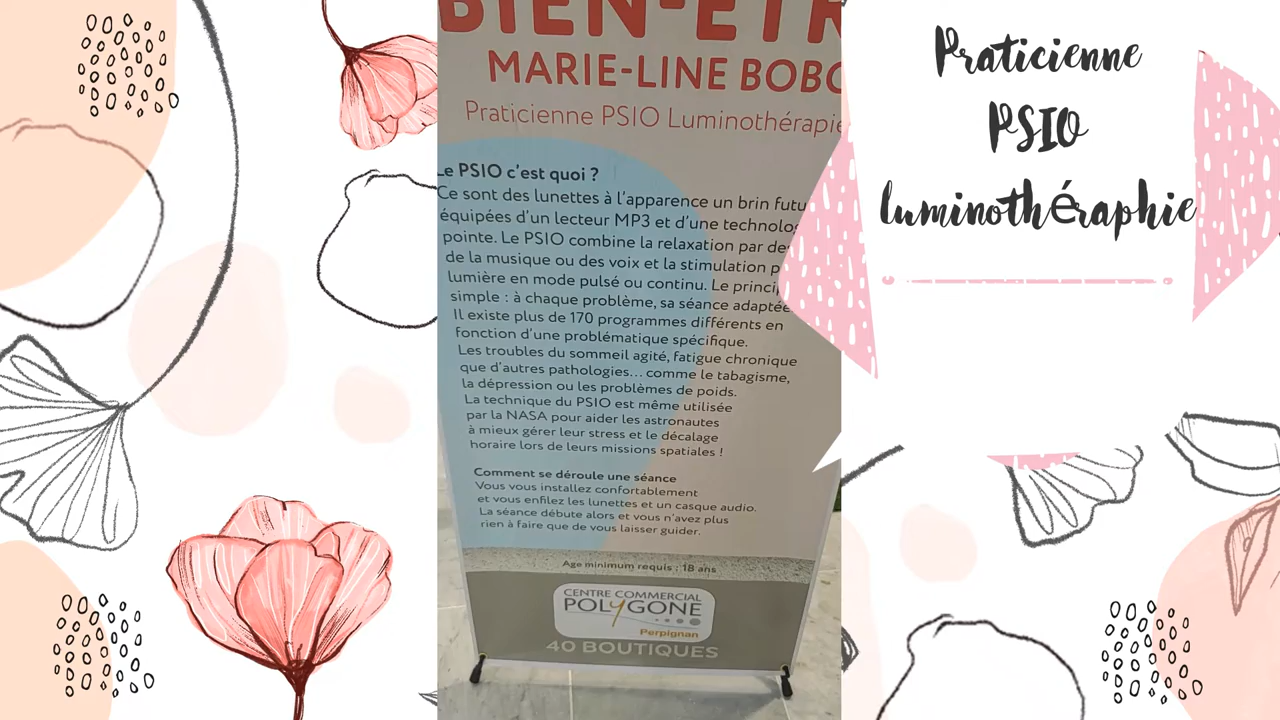 BIEN-ÊTR
MARIE-LINE BOBO
Praticienne PSIO Luminothérapie
Le PSIO c'est quoi ?
Ce sont des lunettes à l'apparence un brin futu
équipées d'un lecteur MP3 et d'une technolog
pointe. Le PSIO combine la relaxation par de
de la musique ou des voix et la stimulation p
lumière en mode pulsé ou continu. Le princip
simple : à chaque problème, sa séance adaptée
Il existe plus de 170 programmes différents en
fonction d'une problématique spécifique.
Les troubles du sommeil agité, fatigue chronique
que d'autres pathologies... comme le tabagisme,
la dépression ou les problèmes de poids.
La technique du PSIO est même utilisée
par la NASA pour aider les astronautes
à mieux gérer leur stress et le décalage
horaire lors de leurs missions spatiales !
Comment se déroule une séance
Vous vous installez confortablement
et vous enfilez les lunettes et un casque audio.
La séance débute alors et vous n'avez plus
rien à faire que de vous laisser guider.
Age minimum requis : 18 ans
CENTRE COMMERCIAL
POLYGONE
Perpignan
40 BOUTIQUES
Praticienne
PSIO
luminothÉraphie